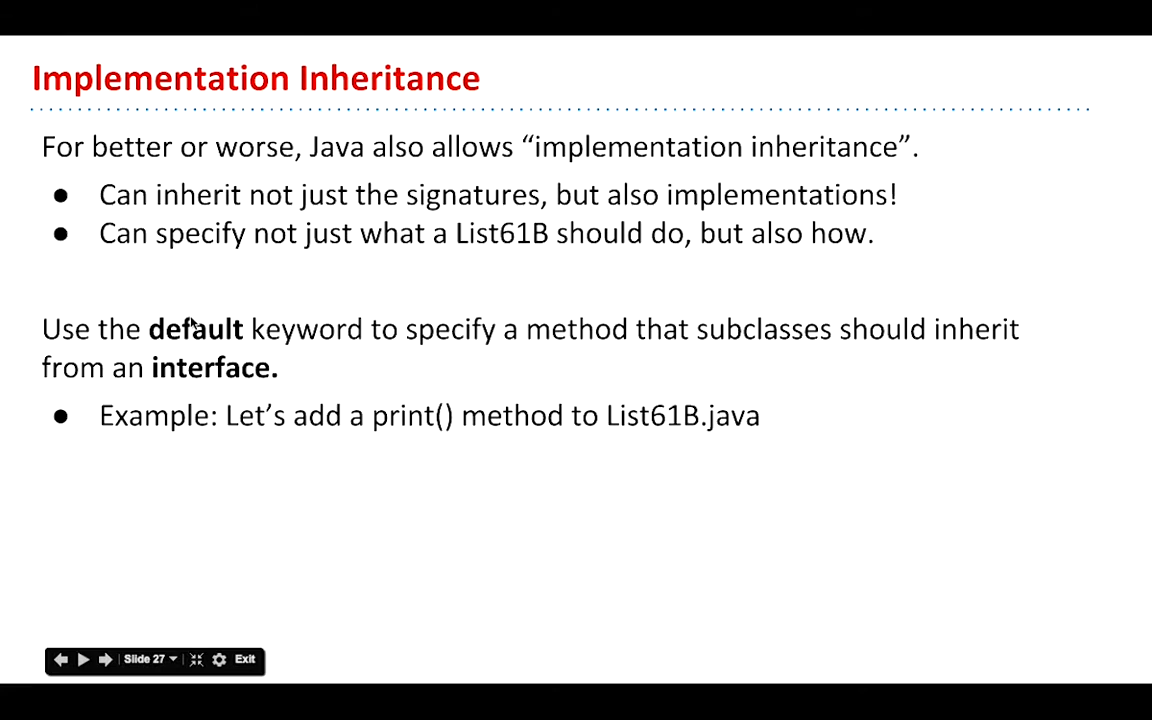 Implementation Inheritance
For better or worse, Java also allows “implementation inheritance”.
● Can inherit not just the signatures, but also implementations!
● Can specify not just what a List61B should do, but also how.
Use the default keyword to specify a method that subclasses should inherit
from an interface.
● Example: Let’s add a print() method to List61B.java
Slide 27 Exit